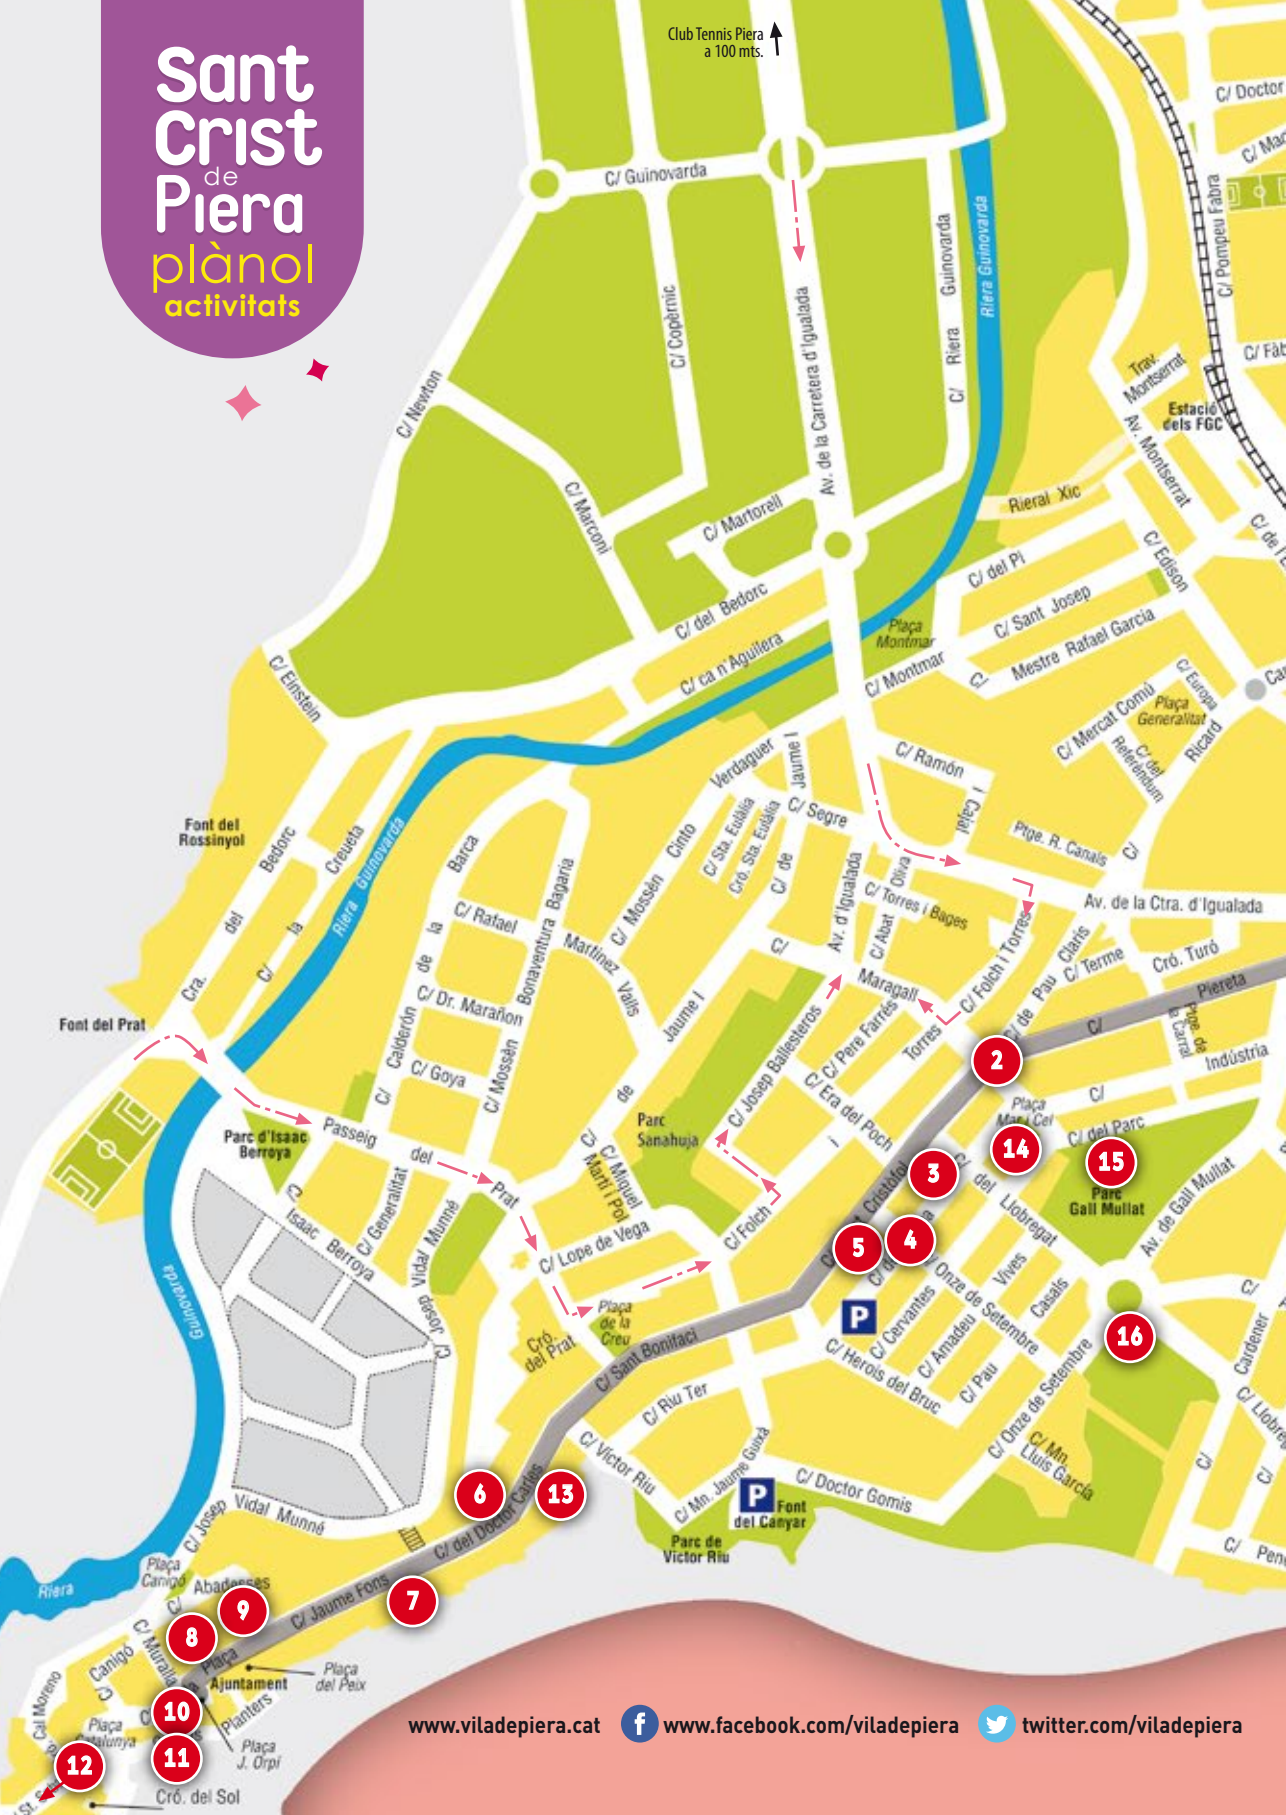 Sant
Crist
de
Piera
plànol
activitats
Club Tennis Piera
a 100 mts.
C/ Doctor
C/ Guinovarda
C/ Pompeu Fabra
C/ Copèrnic
Av. de la Carretera d'Igualada
C/ Riera Guinovarda
Riera Guinovarda
C/ Newton
Trav.
Montserrat
Estació
dels FGC
Av. Montserrat
C/ Marconi
C/ Martorell
Rieral Xic
C/ Edison
C/ del Pi
C/ del Bedorc
C/ Sant Josep
Plaça
Montmar
C/ Mestre Rafael Garcia
C/ ca n'Aguilera
C/ Montmar
C/ Einstein
C/ Europa
C/ Mercat Comú
Plaça
Generalitat
C/ del
Referèndum
C/ Ricard
C/ Ramón i Cajal
Verdaguer
C/ Segre
C/ Sta. Eulàlia
Cró. Sta. Eulàlia
C/ Mossèn Cinto
C/ de Jaume I
Ptge. R. Canals
Av. de la Ctra. d'Igualada
Font del
Rossinyol
Cra. del Bedorc
C/ la Creueta
Riera Guinovarda
C/ Calderón de la Barca
C/ Rafael
Martínez Valls
C/ Mossèn Bonaventura Bagaria
C/ Dr. Marañon
C/ Goya
Av. d'Igualada
C/ Abat Oliva
C/ Torres i Bages
C/ Maragall
C/ Folch i Torres
C/ de Pau Claris
C/ Terme
Cró. Turó
C/ Piereta
Ptge. de
la Carral
C/ Indústria
C/ Pere Farrés
C/ Josep Ballesteros
C/ Era del Poch
Font del Prat
Parc d'Isaac
Berroya
Passeig del Prat
C/ Miquel
Martí i Pol
Parc
Sanahuja
C/ Folch i Torres
Plaça
Mar i Cel
C/ del Parc
Parc
Gall Mullat
Av. de Gall Mullat
C/ del Llobregat
C/ Isaac Berroya
C/ Generalitat
C/ Josep Vidal Munné
C/ Lope de Vega
Plaça
de la
Creu
Cró.
del Prat
C/ Sant Bonifaci
Guinovarda
C/ Cervantes
C/ Onze de Setembre
C/ Amadeu Vives
C/ Pau Casals
C/ Herois del Bruc
C/ Onze de Setembre
C/ Mn.
Lluis García
C/ Cardener
C/ Riu Ter
C/ Víctor Riu
C/ Mn. Jaume Guixà
C/ Doctor Gomis
Font
del Canyar
Parc de
Víctor Riu
C/ Josep Vidal Munné
C/ del Doctor Carles
C/ Jaume Fons
Riera
Plaça
Canigó
Abadesses
C/ Muralla
C/ Canigó
Cal Moreno
Plaça
Ajuntament
Plaça
del Peix
Planters
Plaça
J. Orpí
Plaça
Catalunya
Cró. del Sol
P
P
2
3
4
5
6
7
8
9
10
11
12
13
14
15
16
www.viladepiera.cat
www.facebook.com/viladepiera
twitter.com/viladepiera